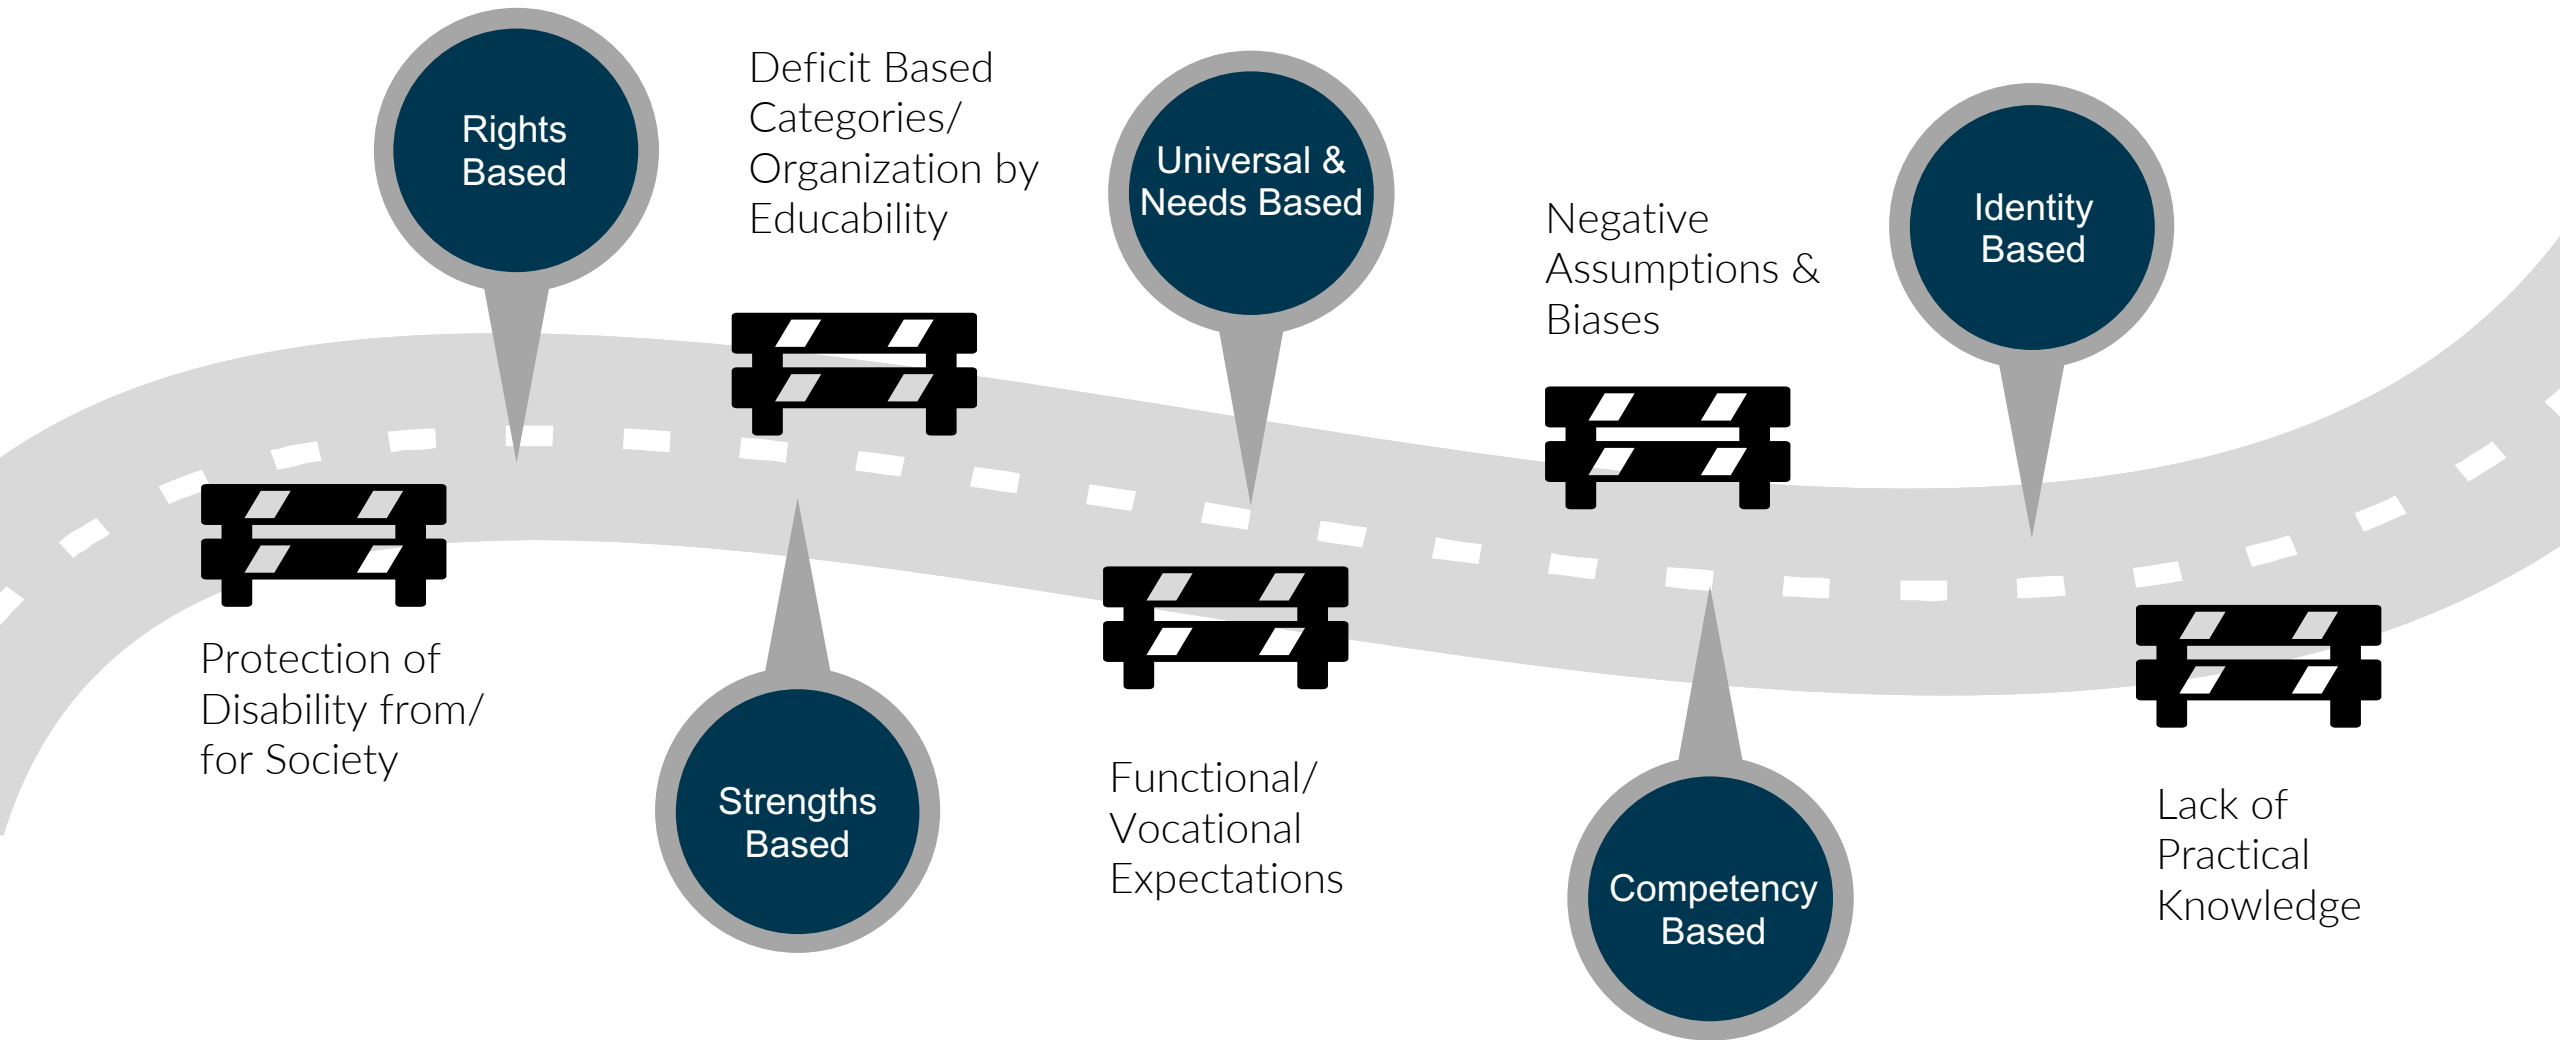 Rights
Based
Deficit Based
Categories/
Organization by
Educability
Universal &
Needs Based
Negative
Assumptions &
Biases
Identity
Based
Protection of
Disability from/
for Society
Strengths
Based
Functional/
Vocational
Expectations
Competency
Based
Lack of
Practical
Knowledge